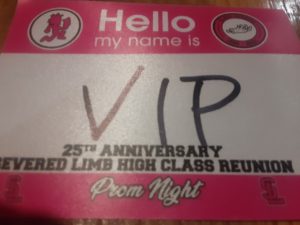 Hello
my name is
VIP
25TH ANNIVERSARY
SEVERED LIMB HIGH CLASS REUNION
Prom Night